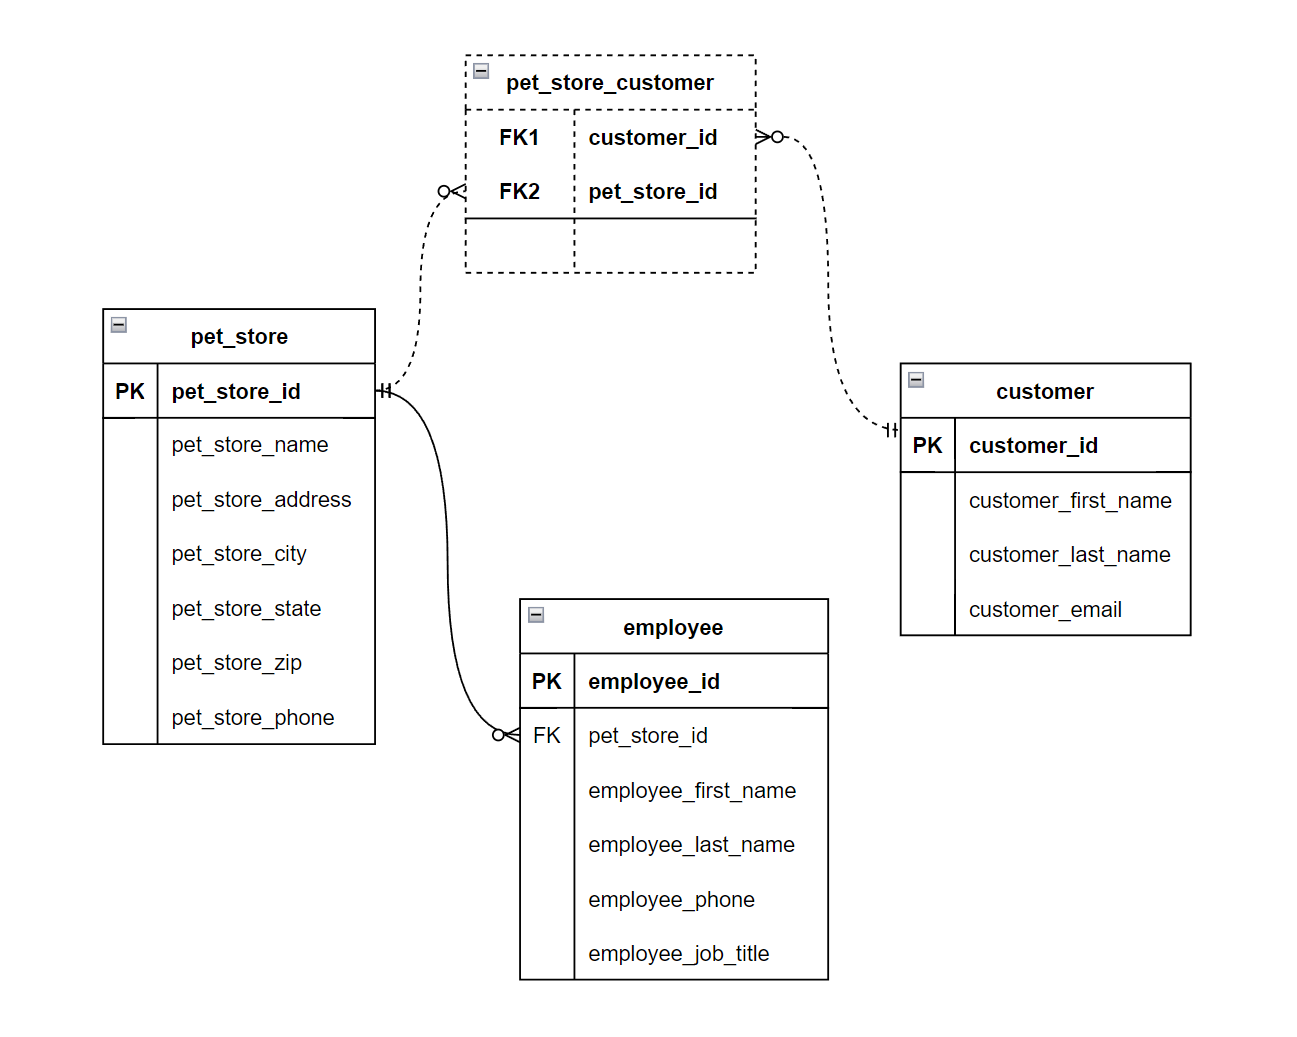 pet_store_customer
FK1 customer_id
FK2 pet_store_id
pet_store
PK pet_store_id
pet_store_name
pet_store_address
pet_store_city
pet_store_state
pet_store_zip
pet_store_phone
customer
PK customer_id
customer_first_name
customer_last_name
customer_email
employee
PK employee_id
FK pet_store_id
employee_first_name
employee_last_name
employee_phone
employee_job_title